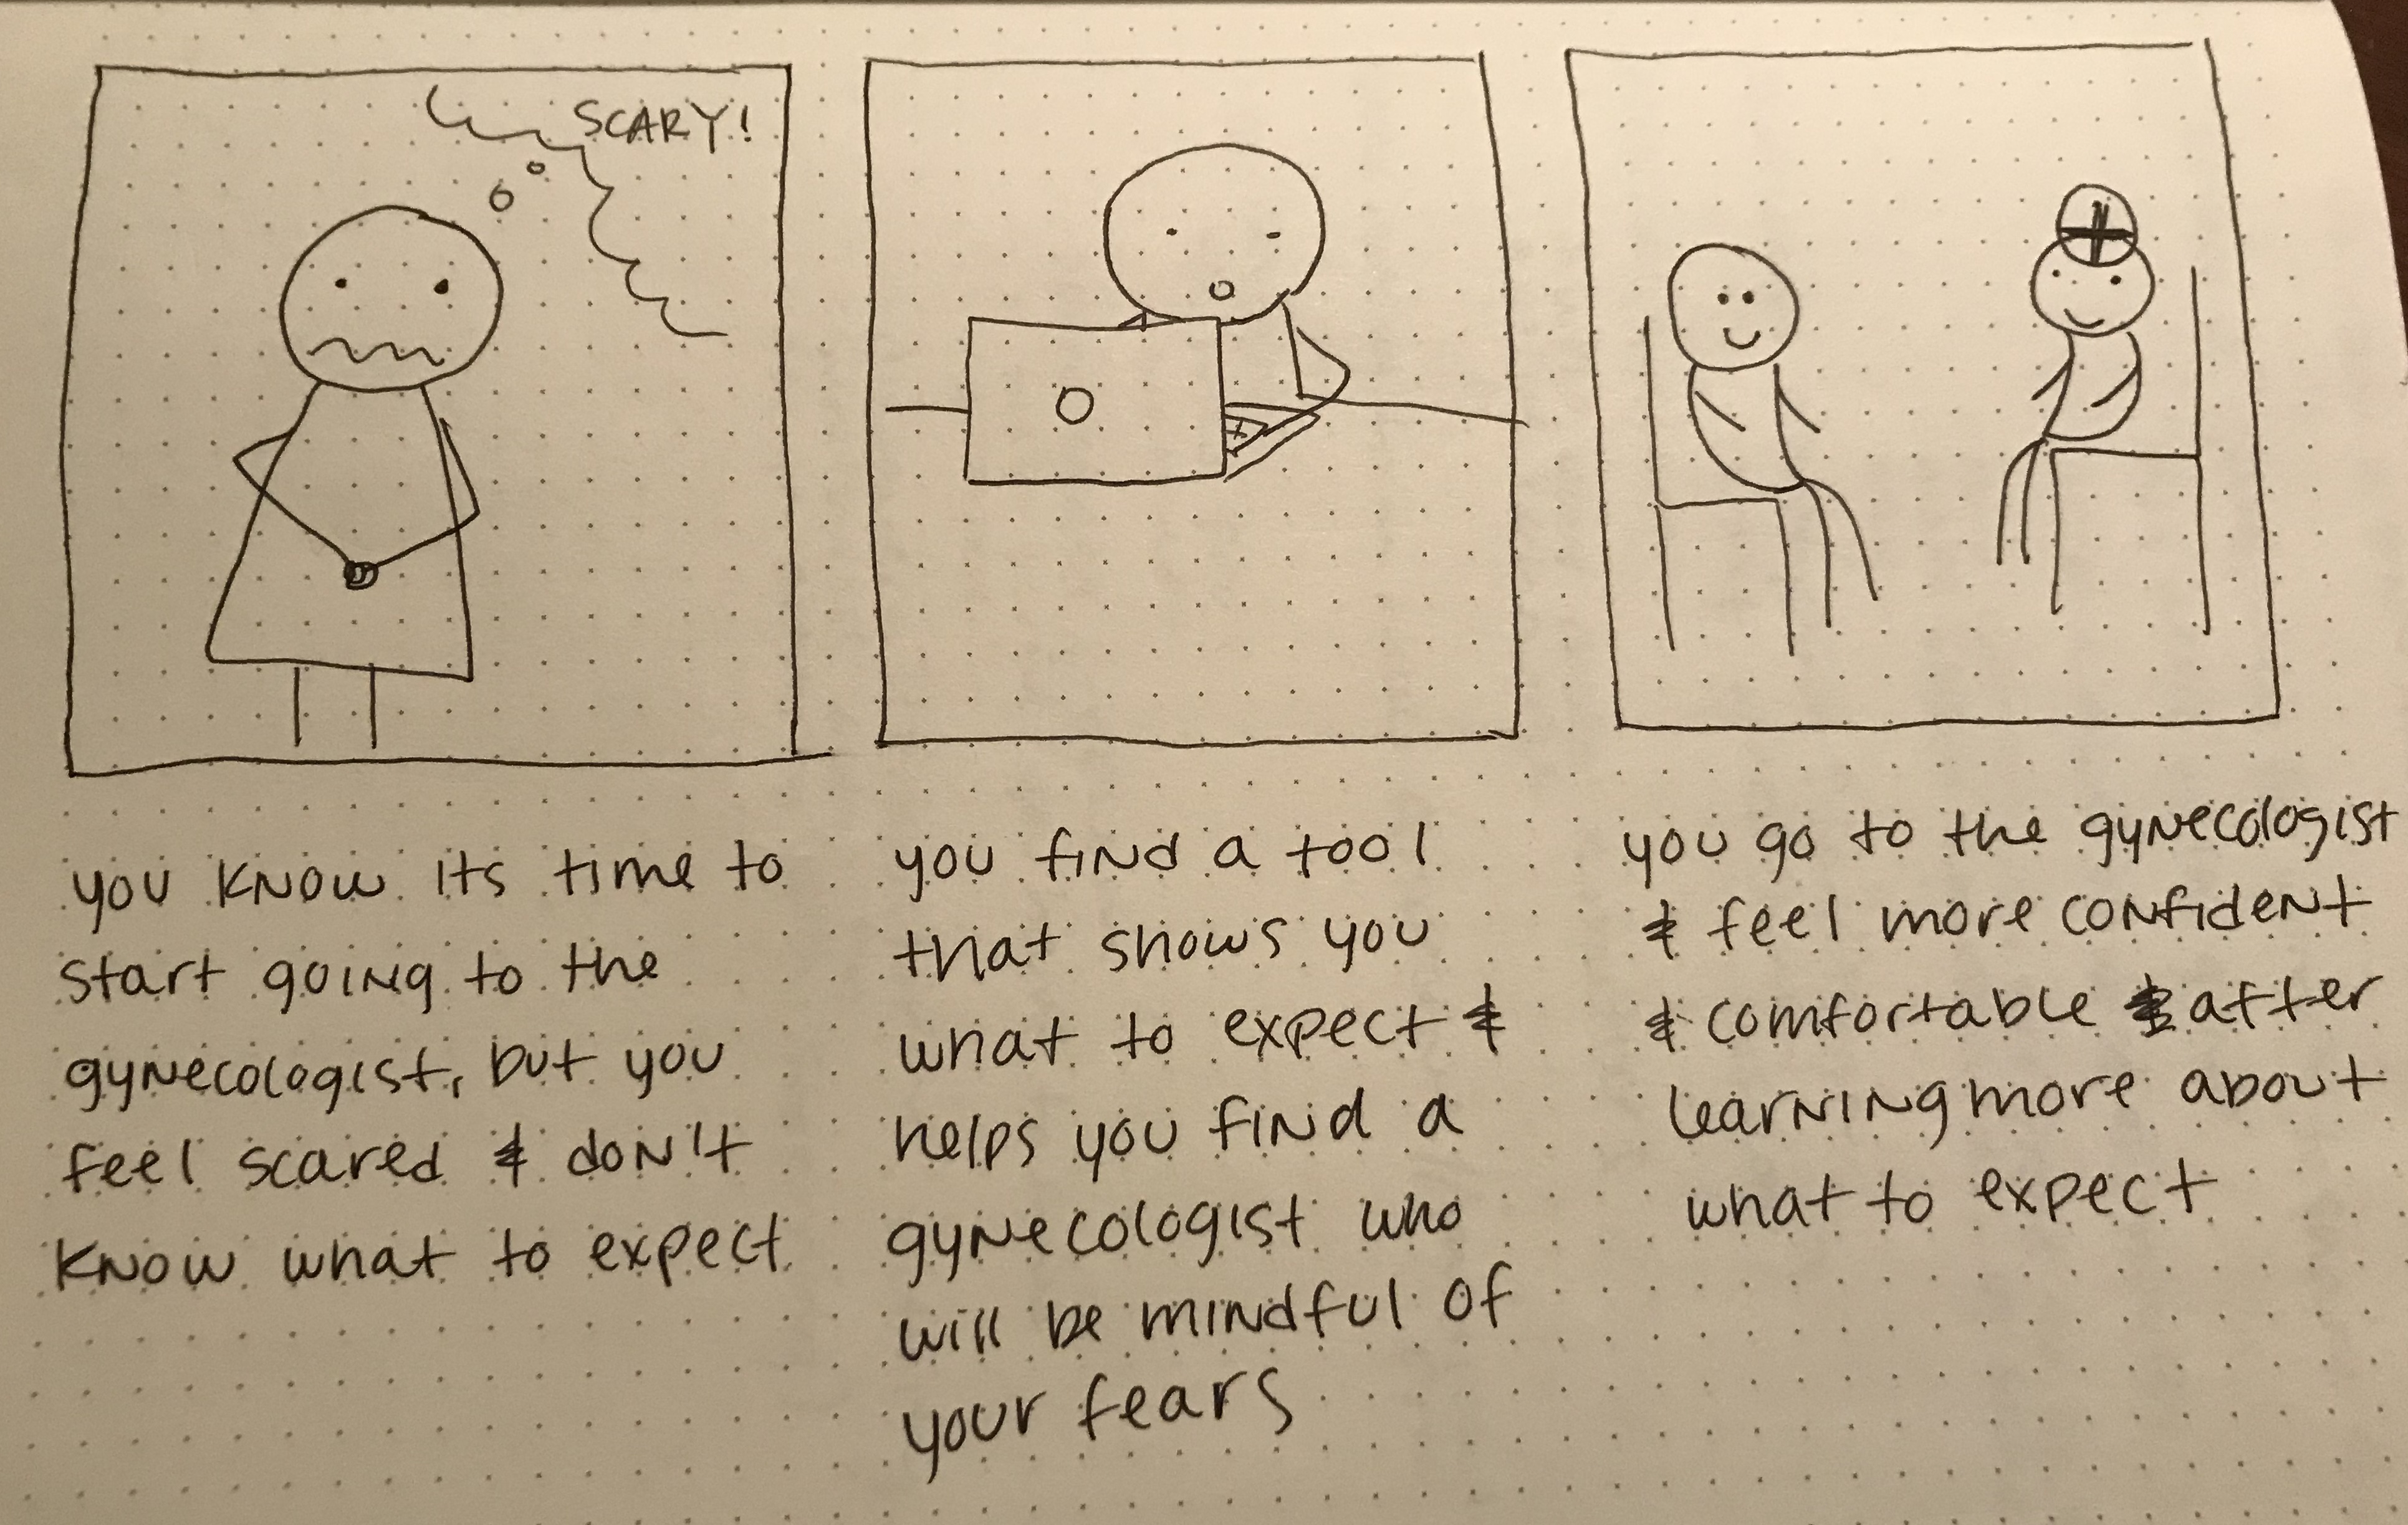 SCARY!
you know its time to
start going to the
gynecologist, but you
feel scared & don't
know what to expect
you find a tool
that shows you
what to expect &
helps you find a
gynecologist who
will be mindful of
your fears
you go to the gynecologist
& feel more confident
& comfortable after
learning more about
what to expect